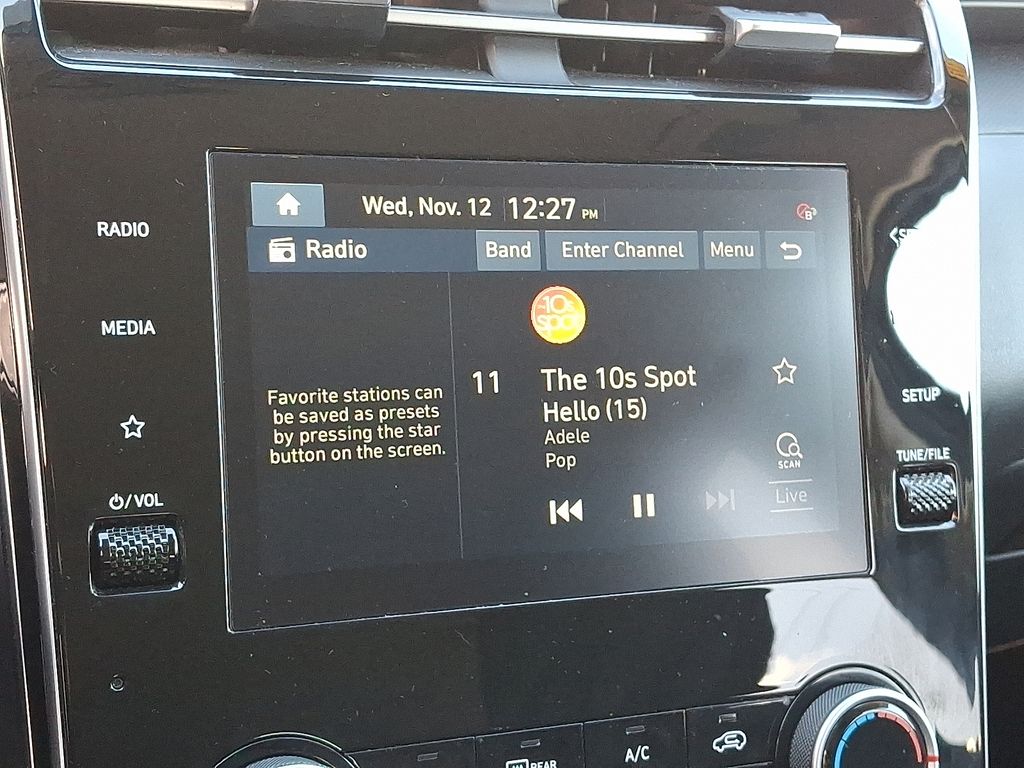 Wed, Nov. 12 12:27 PM
Radio Band Enter Channel Menu
RADIO
MEDIA
/VOL
10s
spot
Favorite stations can
be saved as presets
by pressing the star
button on the screen.
11 The 10s Spot
Hello (15)
Adele
Pop
SCAN
Live
SETUP
TUNE/FILE
REAR
A/C